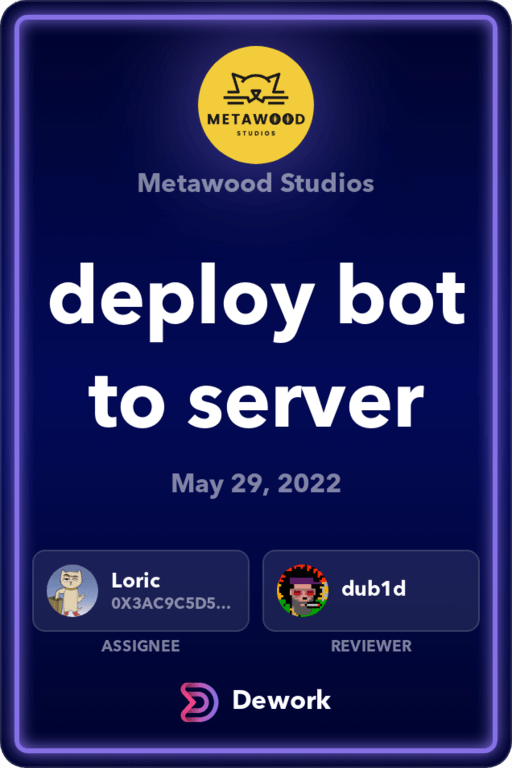 METAWOOD
STUDIOS
Metawood Studios
deploy bot
to server
May 29, 2022
Loric
0X3AC9C5D5...
ASSIGNEE
dub1d
REVIEWER
Dework